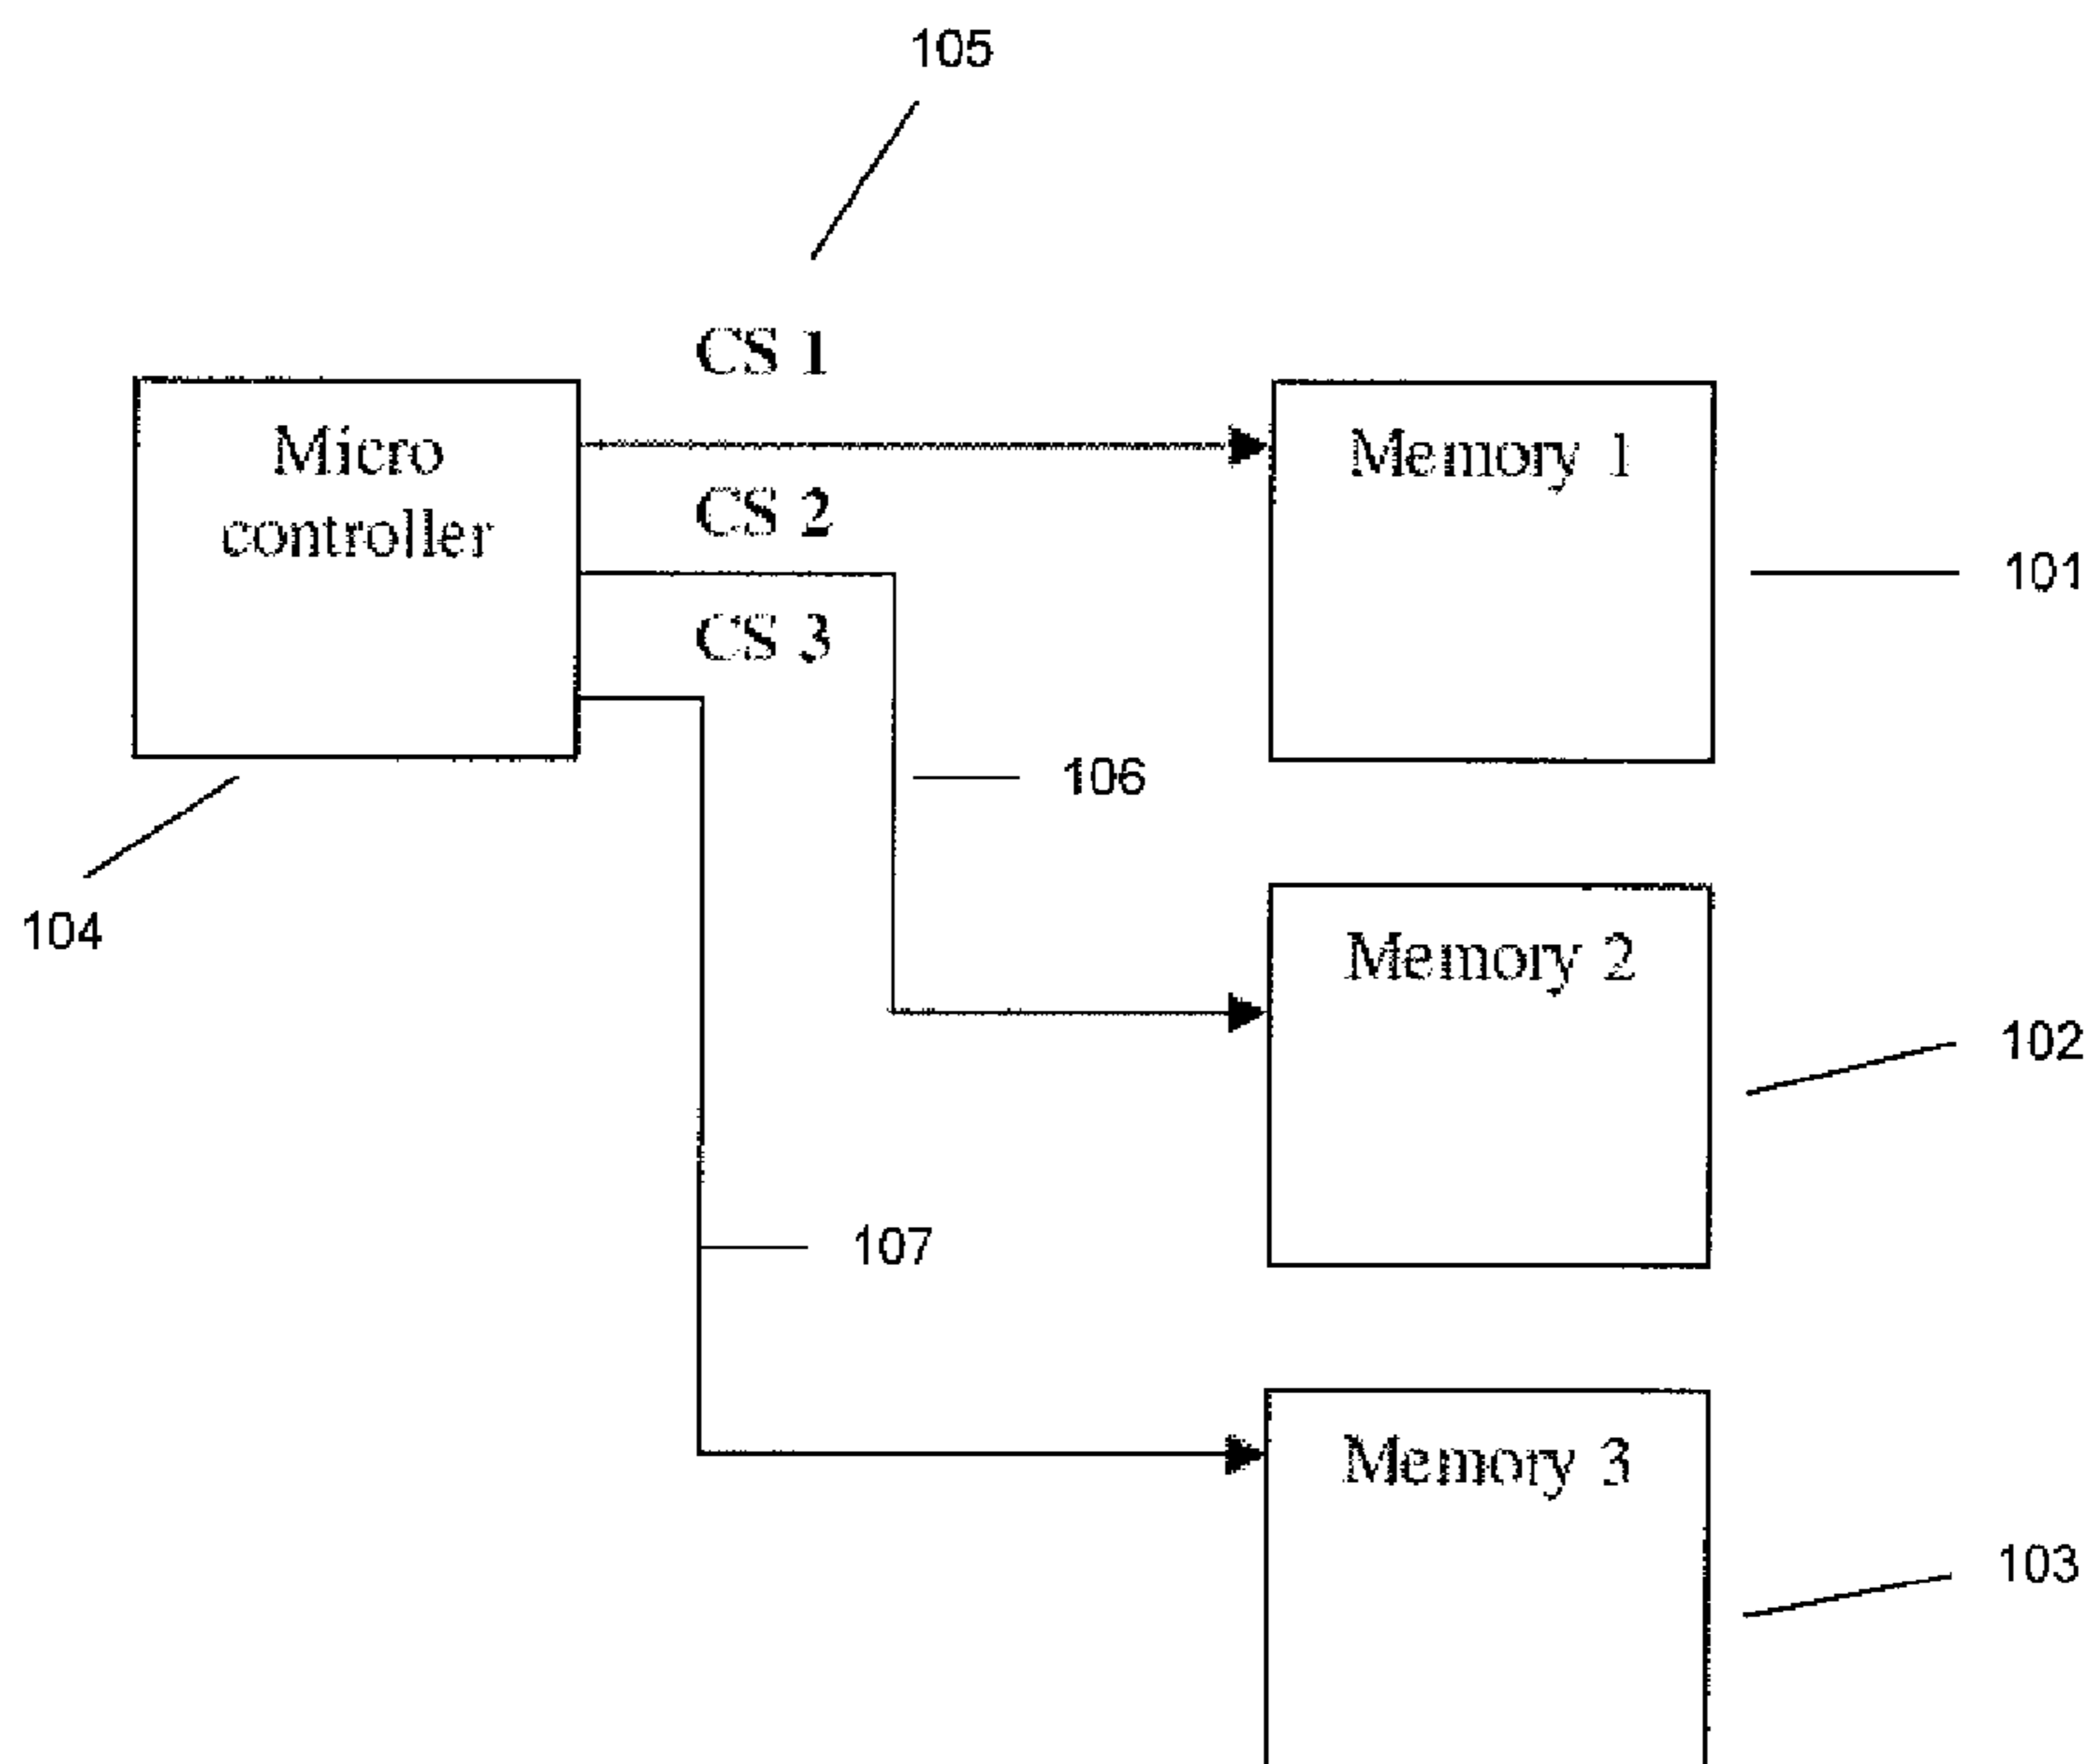 105
CS 1
Micro
controller
Memory 1
CS 2
101
CS 3
106
104
Memory 2
102
107
Memory 3
103